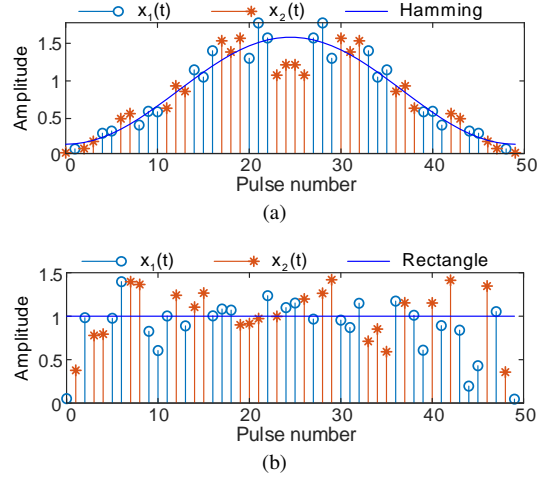 x1(t) x2(t) Hamming
Amplitude
1.5
1
0.5
0
0 10 20 30 40 50
Pulse number
(a)
x1(t) x2(t) Rectangle
Amplitude
1.5
1
0.5
0
0 10 20 30 40 50
Pulse number
(b)